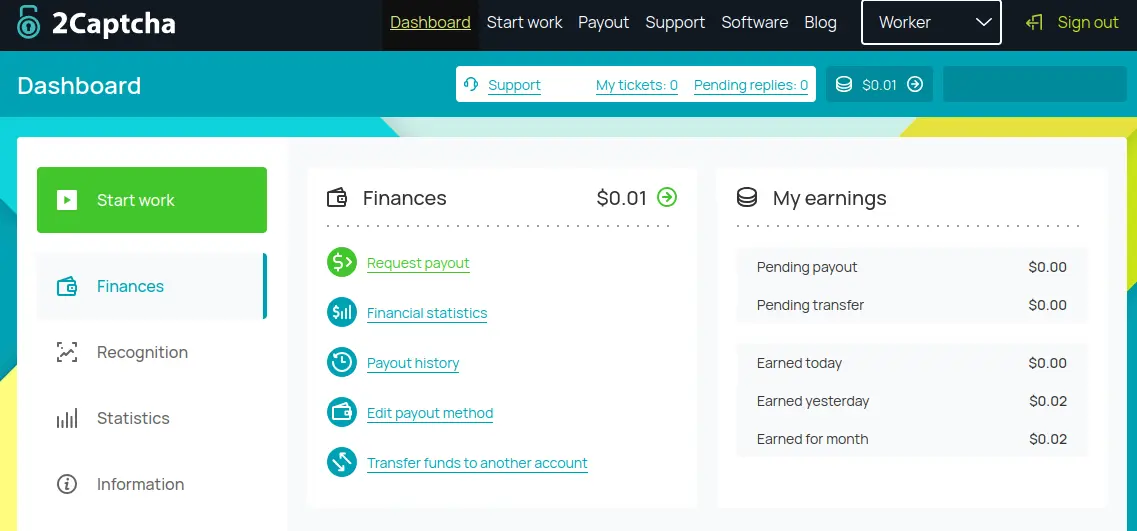 2Captcha Dashboard Start work Payout Support Software Blog Worker Sign out
Dashboard Support My tickets: 0 Pending replies: 0 $0.01
Start work
Finances
Recognition
Statistics
Information
Finances $0.01
Request payout
Financial statistics
Payout history
Edit payout method
Transfer funds to another account
My earnings
Pending payout $0.00
Pending transfer $0.00
Earned today $0.00
Earned yesterday $0.02
Earned for month $0.02